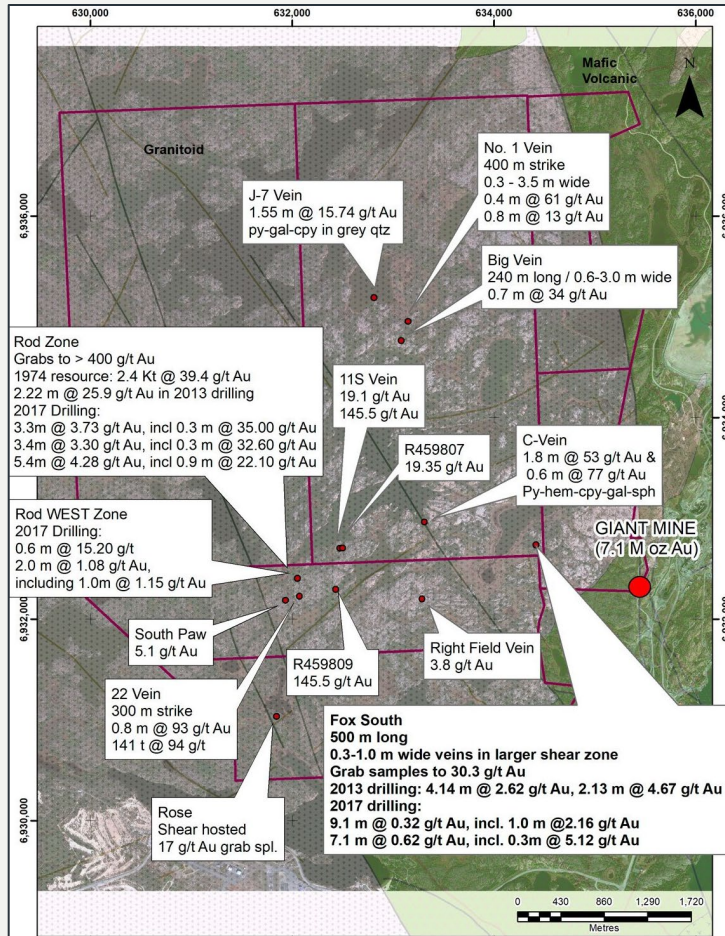 630,000
632,000
634,000
636,000
Mafic
Volcanic
N
Granitoid
No. 1 Vein
400 m strike
0.3 - 3.5 m wide
0.4 m @ 61 g/t Au
0.8 m @ 13 g/t Au
J-7 Vein
1.55 m @ 15.74 g/t Au
py-gal-cpy in grey qtz
6,936,000
6,936,000
Big Vein
240 m long / 0.6-3.0 m wide
0.7 m @ 34 g/t Au
Rod Zone
Grabs to > 400 g/t Au
1974 resource: 2.4 Kt @ 39.4 g/t Au
2.22 m @ 25.9 g/t Au in 2013 drilling
2017 Drilling:
3.3m @ 3.73 g/t Au, incl 0.3 m @ 35.00 g/t Au
3.4m @ 3.30 g/t Au, incl 0.3 m @ 32.60 g/t Au
5.4m @ 4.28 g/t Au, incl 0.9 m @ 22.10 g/t Au
11S Vein
19.1 g/t Au
145.5 g/t Au
6,934,000
R459807
19.35 g/t Au
C-Vein
1.8 m @ 53 g/t Au &
0.6 m @ 77 g/t Au
Py-hem-cpy-gal-sph
Rod WEST Zone
2017 Drilling:
0.6 m @ 15.20 g/t
2.0 m @ 1.08 g/t Au,
including 1.0m @ 1.15 g/t Au
GIANT MINE
(7.1 M oz Au)
6,932,000
6,932,000
South Paw
5.1 g/t Au
R459809
145.5 g/t Au
Right Field Vein
3.8 g/t Au
22 Vein
300 m strike
0.8 m @ 93 g/t Au
141 t @ 94 g/t
Fox South
500 m long
0.3-1.0 m wide veins in larger shear zone
Grab samples to 30.3 g/t Au
2013 drilling: 4.14 m @ 2.62 g/t Au, 2.13 m @ 4.67 g/t Au
2017 drilling:
9.1 m @ 0.32 g/t Au, incl. 1.0 m @2.16 g/t Au
7.1 m @ 0.62 g/t Au, incl. 0.3m @ 5.12 g/t Au
Rose
Shear hosted
17 g/t Au grab spl.
6,930,000
0 430 860 1,290 1,720
Metres